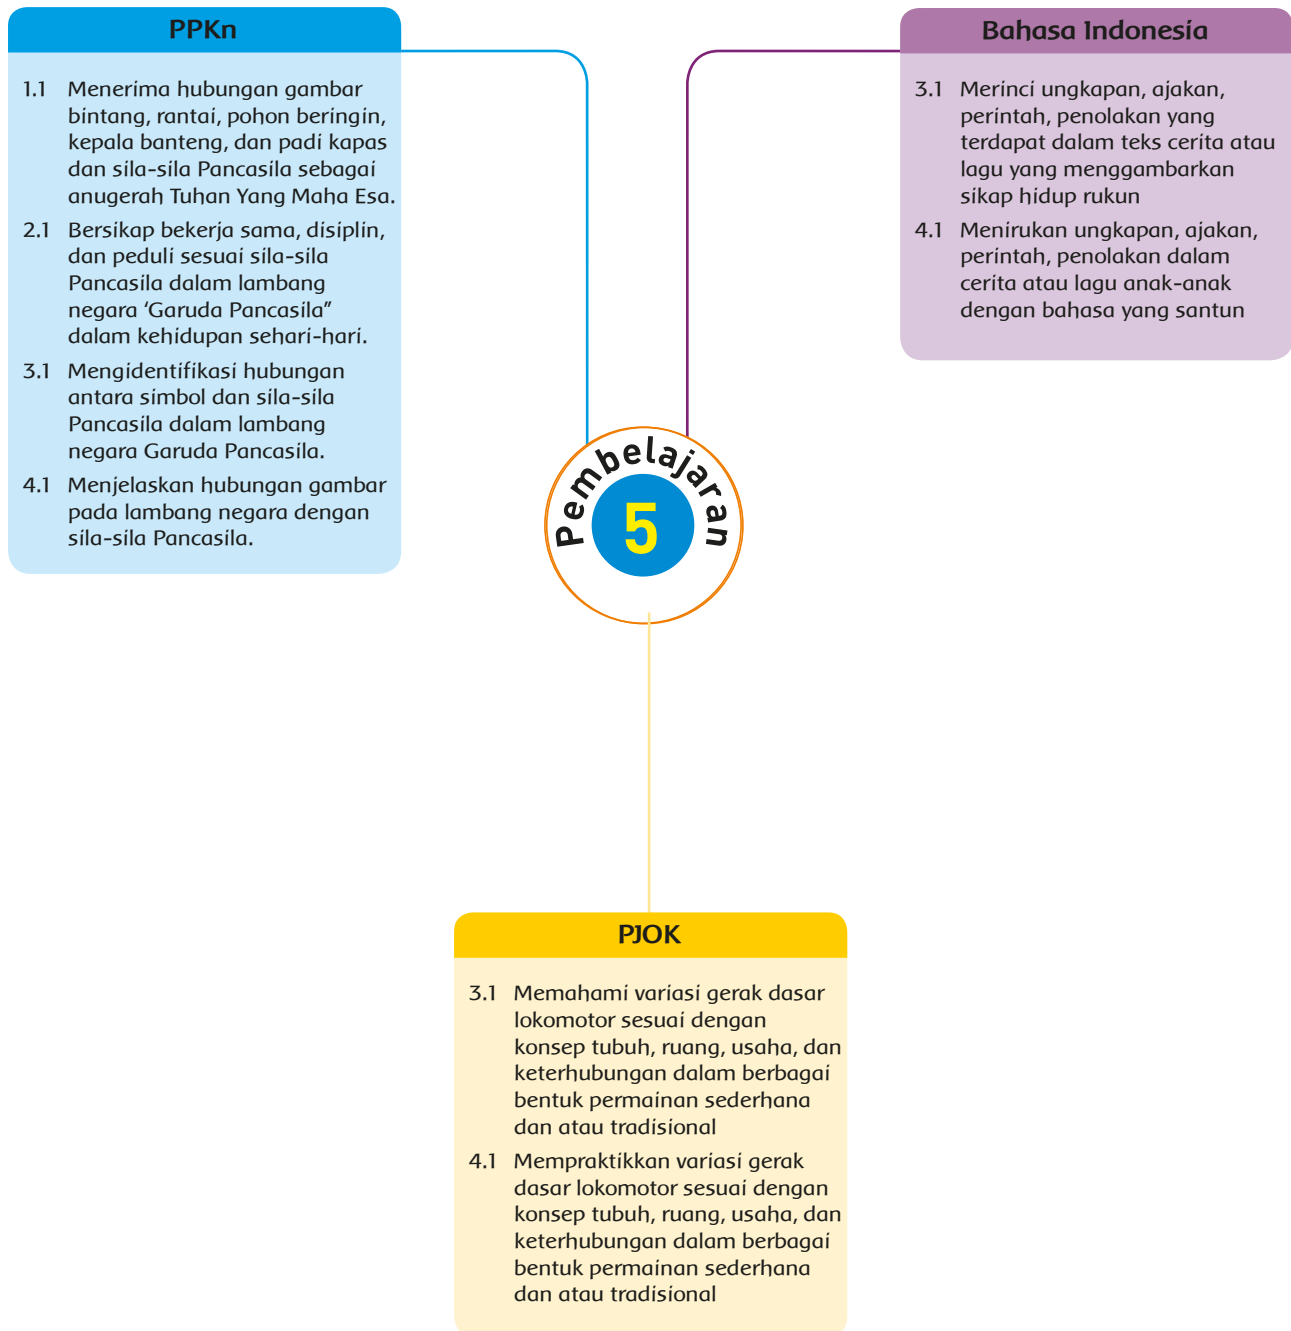 PPKn
1.1 Menerima hubungan gambar
bintang, rantai, pohon beringin,
kepala banteng, dan padi kapas
dan sila-sila Pancasila sebagai
anugerah Tuhan Yang Maha Esa.
2.1 Bersikap bekerja sama, disiplin,
dan peduli sesuai sila-sila
Pancasila dalam lambang
negara ‘Garuda Pancasila”
dalam kehidupan sehari-hari.
3.1 Mengidentifikasi hubungan
antara simbol dan sila-sila
Pancasila dalam lambang
negara Garuda Pancasila.
4.1 Menjelaskan hubungan gambar
pada lambang negara dengan
sila-sila Pancasila.
Bahasa Indonesia
3.1 Merinci ungkapan, ajakan,
perintah, penolakan yang
terdapat dalam teks cerita atau
lagu yang menggambarkan
sikap hidup rukun
4.1 Menirukan ungkapan, ajakan,
perintah, penolakan dalam
cerita atau lagu anak-anak
dengan bahasa yang santun
Pembelajaran
5
PJOK
3.1 Memahami variasi gerak dasar
lokomotor sesuai dengan
konsep tubuh, ruang, usaha, dan
keterhubungan dalam berbagai
bentuk permainan sederhana
dan atau tradisional
4.1 Mempraktikkan variasi gerak
dasar lokomotor sesuai dengan
konsep tubuh, ruang, usaha, dan
keterhubungan dalam berbagai
bentuk permainan sederhana
dan atau tradisional